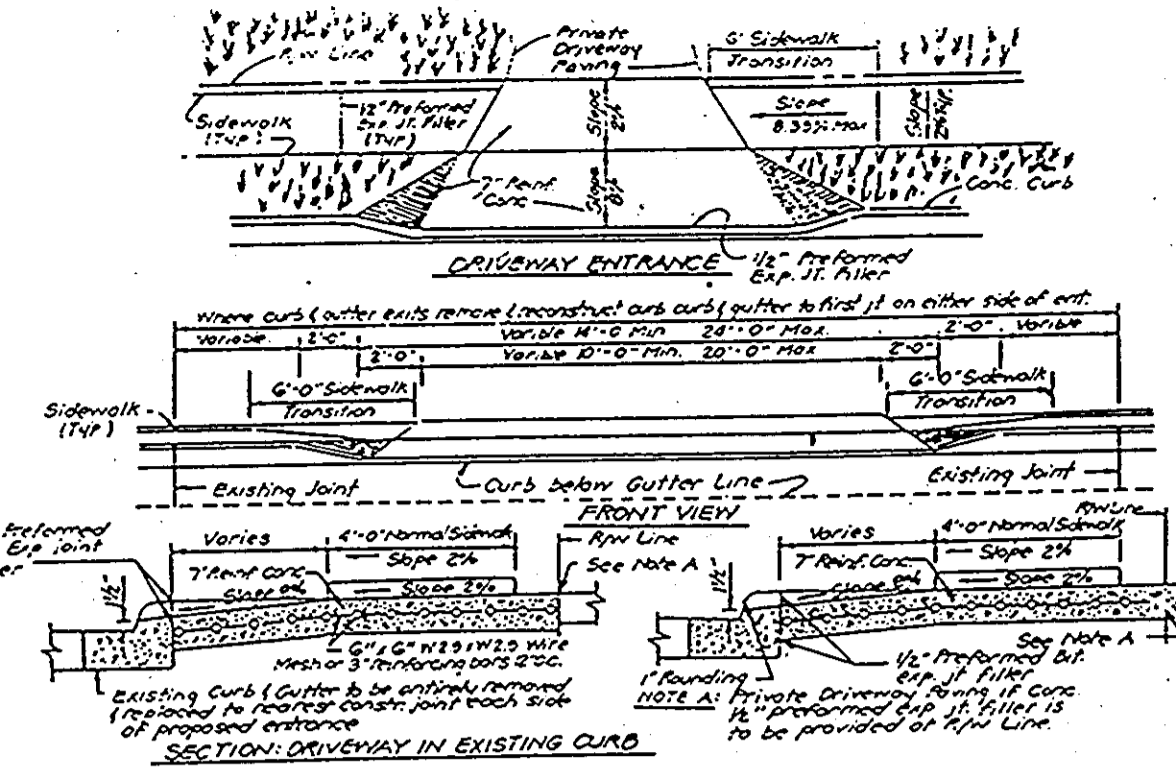 Private
Driveway
Paving
6' Sidewalk
Transition
R/W Line
Sidewalk
(Typ)
1/2" Preformed
Exp. Jt. Filler
(Typ)
Slope
2%
Slope
8.33% Max
Slope
2% Typ.
7" Reinf.
Conc
Slope
8%
Conc. Curb
DRIVEWAY ENTRANCE
1/2" Preformed
Exp. JT. Filler
Where curb & gutter exits remove & reconstruct curb curb & gutter to first jt on either side of ent.
Variable
2'-0"
Varible 14'-0 Min 24'-0" Max.
2'-0"
Variable
2'-0"
Varible 10'-0" Min. 20'-0" Max
2'-0"
6'-0" Sidewalk
Transition
6'-0" Sidewalk
Transition
Sidewalk
(Typ)
Existing Joint
Curb below Gutter Line
Existing Joint
FRONT VIEW
Preformed
Exp Joint
er
Varies
4'-0" Normal Sidewalk
Slope 2%
R/W Line
See Note A
1 1/2"
7" Reinf. Conc.
Slope 8%
Slope 2%
6" x 6" W2.9 x W2.9 Wire
Mesh or 3" reinforcing bars 2" OC.
Existing Curb & Gutter to be entirely removed
& replaced to nearest constr. joint each side
of proposed entrance
SECTION: DRIVEWAY IN EXISTING CURB
R/W Line
Varies
4'-0" Normal Sidewalk
Slope 2%
1 1/2"
7" Reinf. Conc.
Slope 8%
Slope 2%
See Note A
1" Rounding
1/2" Preformed Bit.
exp. jt filler
NOTE A: Private Driveway Paving if Conc.
1/2" preformed exp. jt. filler is
to be provided at R/W Line.